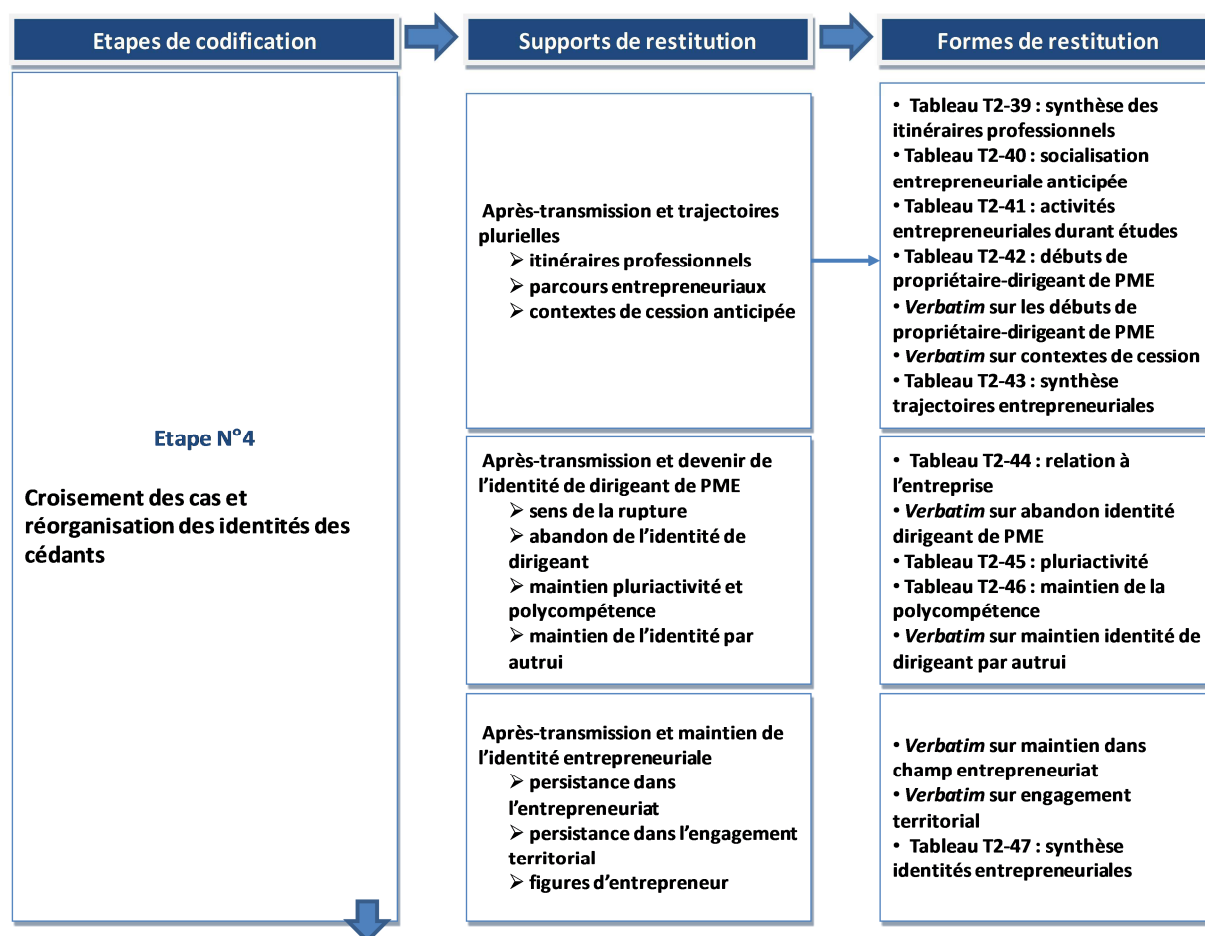 Etapes de codification
Supports de restitution
Formes de restitution
Etape N°4
Croisement des cas et
réorganisation des identités des
cédants
Après-transmission et trajectoires
plurielles
➢ itinéraires professionnels
➢ parcours entrepreneuriaux
➢ contextes de cession anticipée
• Tableau T2-39 : synthèse des
itinéraires professionnels
• Tableau T2-40 : socialisation
entrepreneuriale anticipée
• Tableau T2-41 : activités
entrepreneuriales durant études
• Tableau T2-42 : débuts de
propriétaire-dirigeant de PME
• Verbatim sur les débuts de
propriétaire-dirigeant de PME
• Verbatim sur contextes de cession
• Tableau T2-43 : synthèse
trajectoires entrepreneuriales
Après-transmission et devenir de
l’identité de dirigeant de PME
➢ sens de la rupture
➢ abandon de l’identité de
dirigeant
➢ maintien pluriactivité et
polycompétence
➢ maintien de l’identité par
autrui
• Tableau T2-44 : relation à
l’entreprise
• Verbatim sur abandon identité
dirigeant de PME
• Tableau T2-45 : pluriactivité
• Tableau T2-46 : maintien de la
polycompétence
• Verbatim sur maintien identité de
dirigeant par autrui
Après-transmission et maintien de
l’identité entrepreneuriale
➢ persistance dans
l’entrepreneuriat
➢ persistance dans l’engagement
territorial
➢ figures d’entrepreneur
• Verbatim sur maintien dans
champ entrepreneuriat
• Verbatim sur engagement
territorial
• Tableau T2-47 : synthèse
identités entrepreneuriales